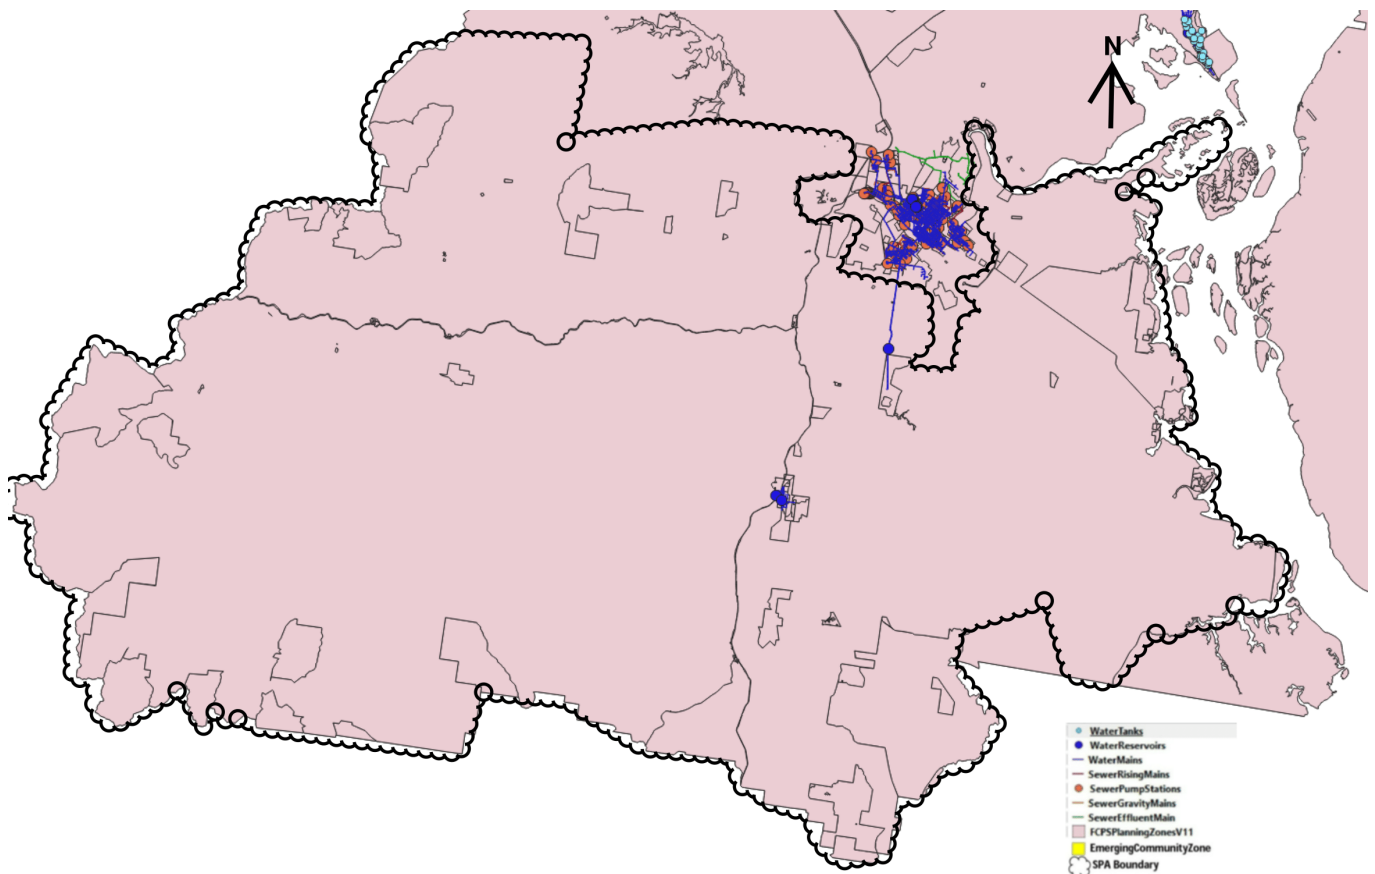 N
WaterTanks
WaterReservoirs
WaterMains
SewerRisingMains
SewerPumpStations
SewerGravityMains
SewerEffluentMain
FCPSPlanningZonesV11
EmergingCommunityZone
SPA Boundary